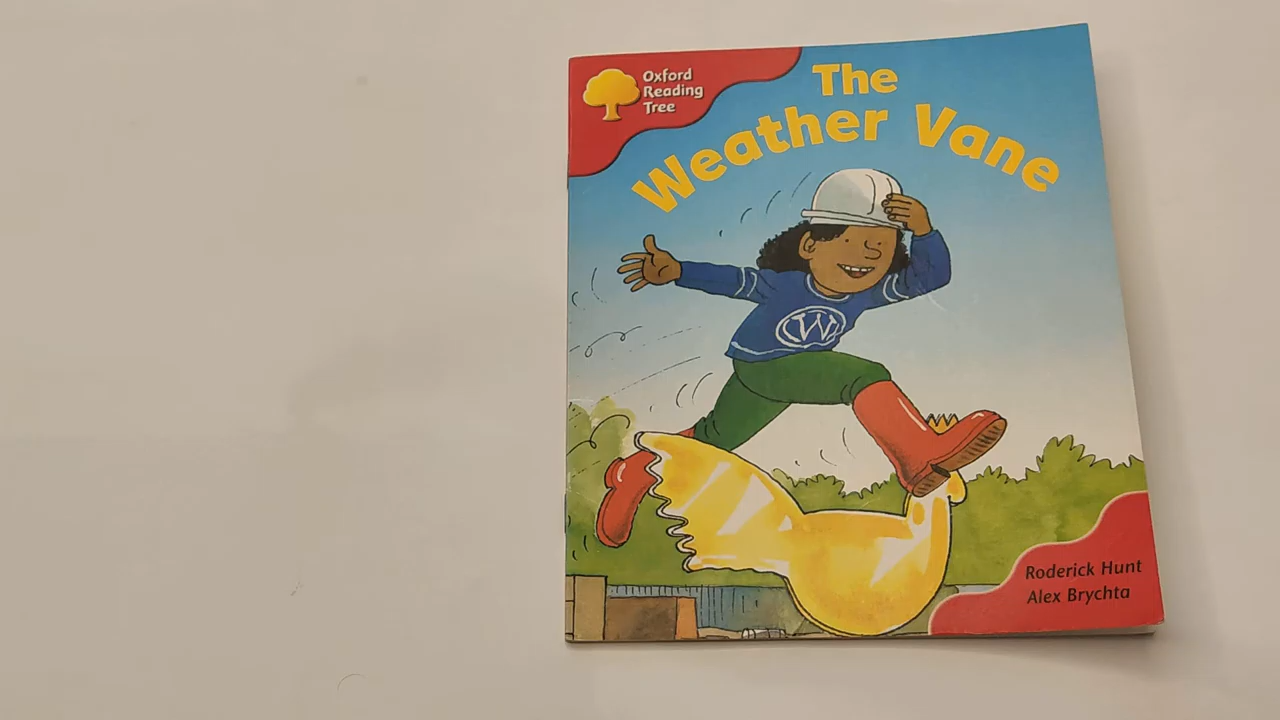 Oxford
Reading
Tree
The
Weather Vane
W
Roderick Hunt
Alex Brychta